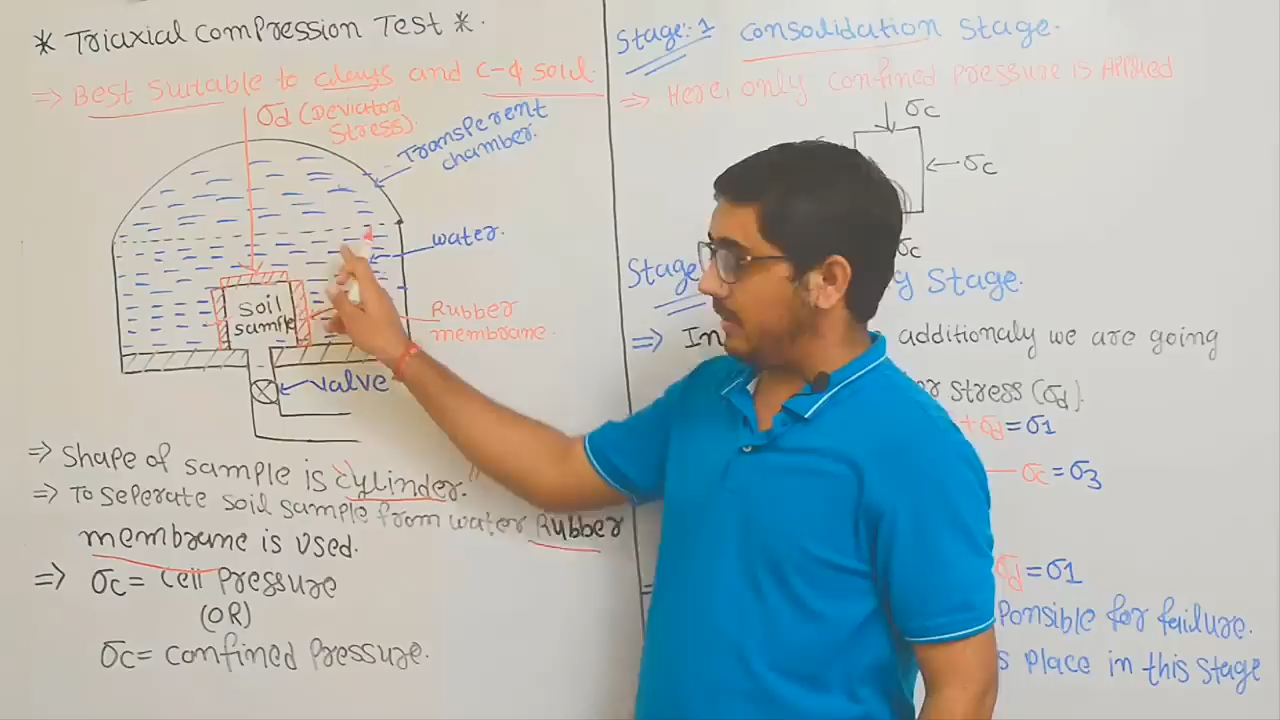 * Triaxial Compression Test *.
⇒ Best suitable to clays and C-ϕ soil.
σd (Deviator
Stress).
Transperent
chamber.
water.
soil
sample
Rubber
membrane.
valve
⇒ Shape of sample is cylinder.
⇒ To seperate soil sample from water Rubber
membrane is used.
⇒ σc = cell pressure
(OR)
σc = confined pressure.
Stage:-1 consolidation Stage.
⇒ Here, only confined pressure is Applied
σc
σc
σc
Stage Stage.
⇒ In additionaly we are going
stress (σd).
+ σd = σ1
σc = σ3
σd = σ1
for failure.
place in this stage